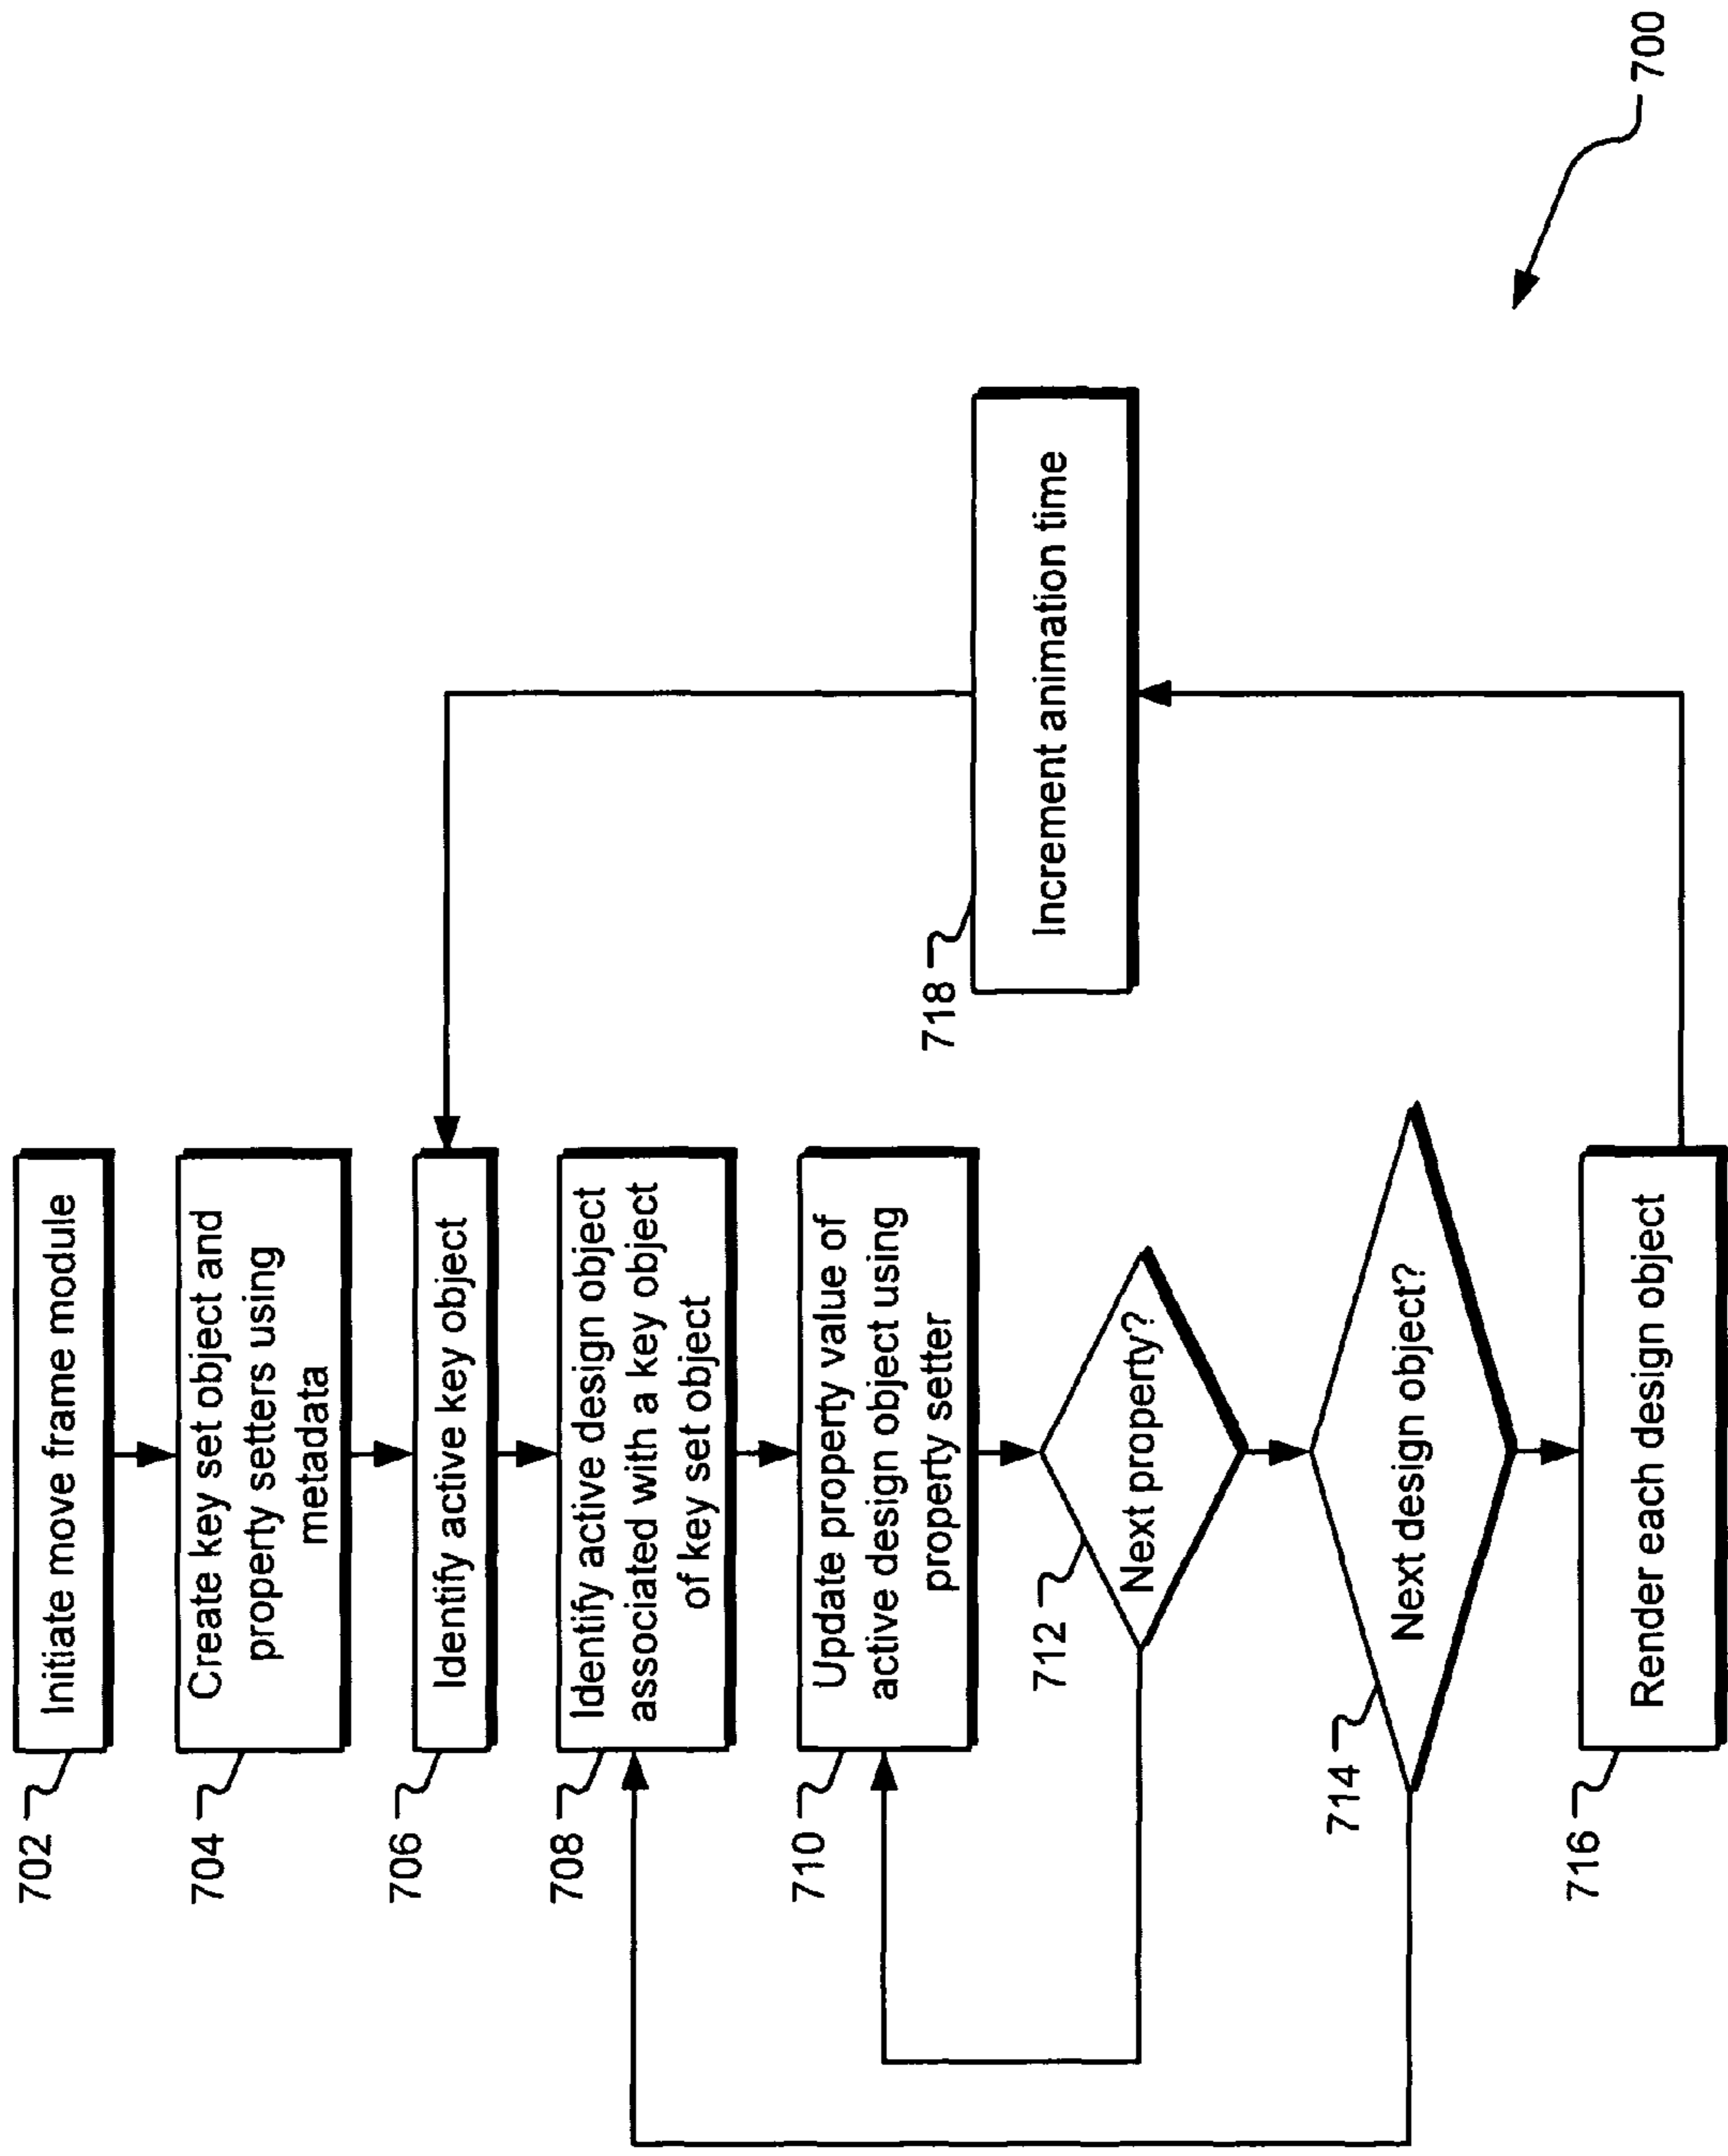 702
Initiate move frame module
704
Create key set object and
property setters using
metadata
706
Identify active key object
708
Identify active design object
associated with a key object
of key set object
710
Update property value of
active design object using
property setter
712
Next property?
714
Next design object?
716
Render each design object
718
Increment animation time
700